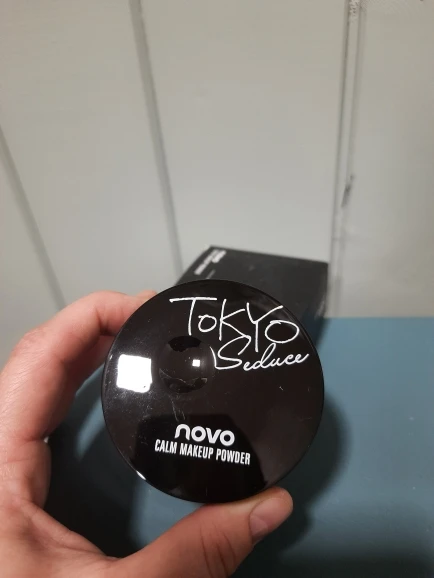 TOKYO
Seduce
novo
CALM MAKEUP POWDER